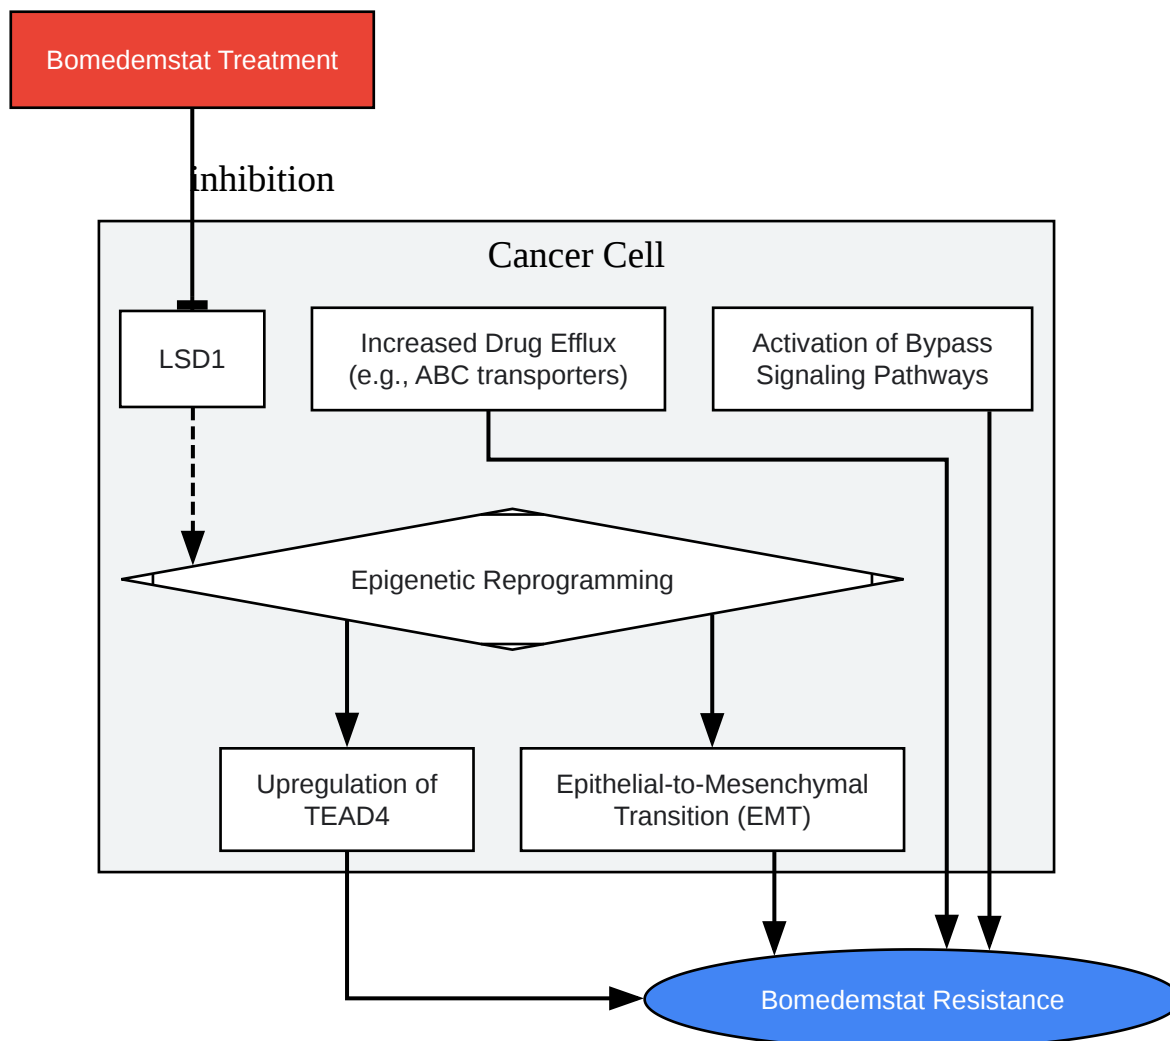 Bomedemstat Treatment
inhibition
Cancer Cell
LSD1
Increased Drug Efflux
(e.g., ABC transporters)
Activation of Bypass
Signaling Pathways
Epigenetic Reprogramming
Upregulation of
TEAD4
Epithelial-to-Mesenchymal
Transition (EMT)
Bomedemstat Resistance